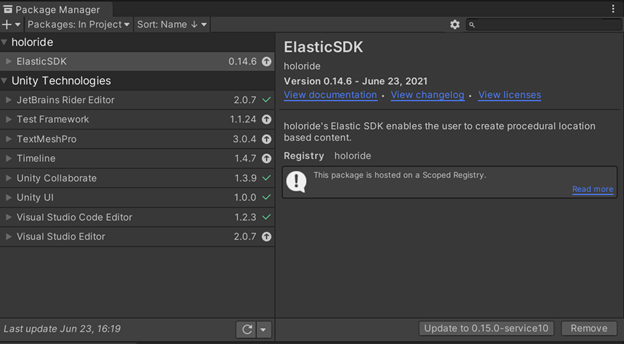 Package Manager
Packages: In Project Sort: Name ↓
holoride
ElasticSDK 0.14.6
Unity Technologies
JetBrains Rider Editor 2.0.7
Test Framework 1.1.24
TextMeshPro 3.0.4
Timeline 1.4.7
Unity Collaborate 1.3.9
Unity UI 1.0.0
Visual Studio Code Editor 1.2.3
Visual Studio Editor 2.0.7
Last update Jun 23, 16:19
ElasticSDK
holoride
Version 0.14.6 - June 23, 2021
View documentation • View changelog • View licenses
holoride's Elastic SDK enables the user to create procedural location
based content.
Registry holoride
This package is hosted on a Scoped Registry.
Read more
Update to 0.15.0-service10 Remove